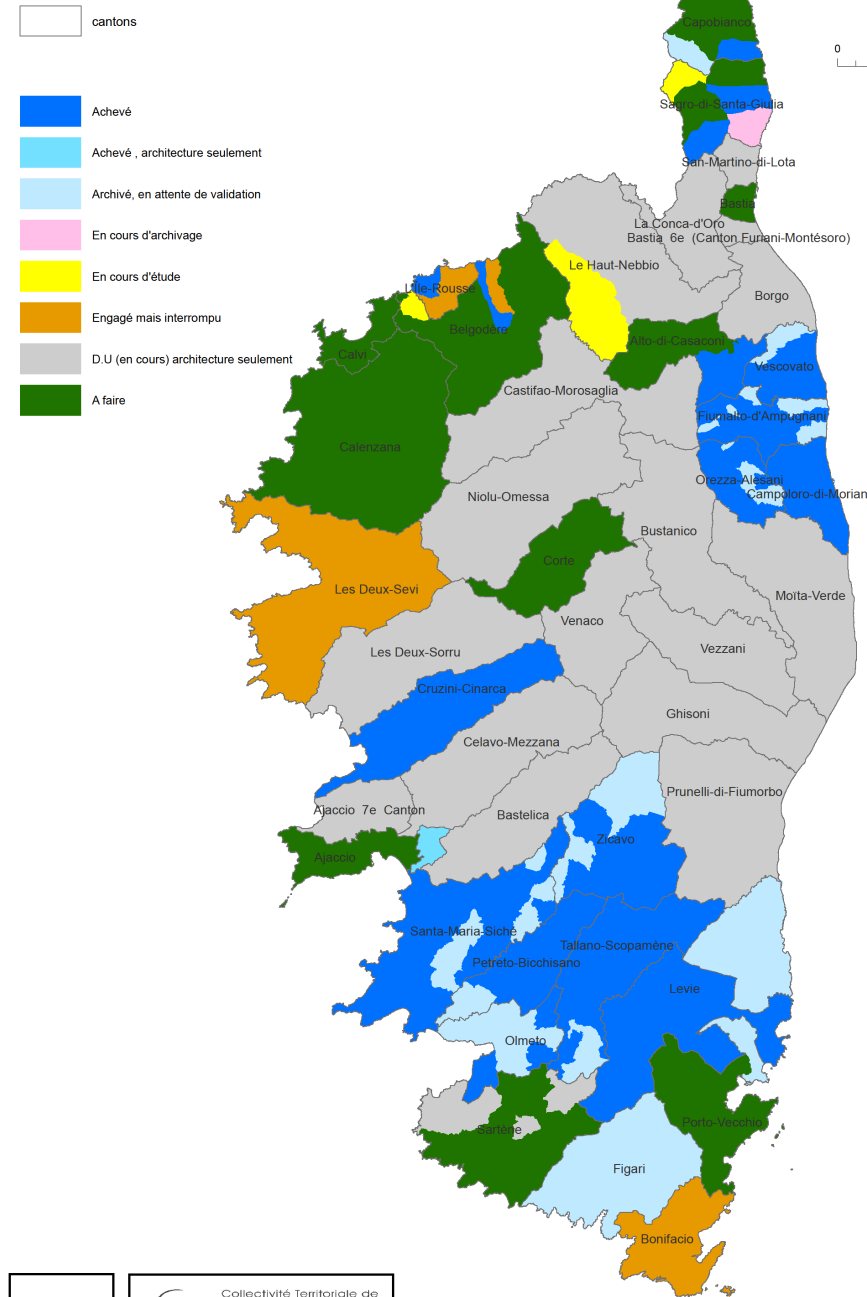 cantons
Achevé
Achevé , architecture seulement
Archivé, en attente de validation
En cours d'archivage
En cours d'étude
Engagé mais interrompu
D.U (en cours) architecture seulement
A faire
0
Capobianco
Sagro-di-Santa-Giulia
San-Martino-di-Lota
Bastia
La Conca-d'Oro
Bastia 6e (Canton Furiani-Montésoro)
Le Haut-Nebbio
L'Ile-Rousse
Borgo
Belgodère
Alto-di-Casaconi
Calvi
Vescovato
Castifao-Morosaglia
Fiumalto-d'Ampugnani
Calenzana
Orezza-Alesani
Campoloro-di-Morian
Niolu-Omessa
Bustanico
Corte
Les Deux-Sevi
Moïta-Verde
Venaco
Vezzani
Les Deux-Sorru
Cruzini-Cinarca
Ghisoni
Celavo-Mezzana
Prunelli-di-Fiumorbo
Ajaccio 7e Canton
Bastelica
Zicavo
Ajaccio
Santa-Maria-Siché
Tallano-Scopamène
Petreto-Bicchisano
Levie
Olmeto
Porto-Vecchio
Sartène
Figari
Bonifacio
Collectivité Territoriale de